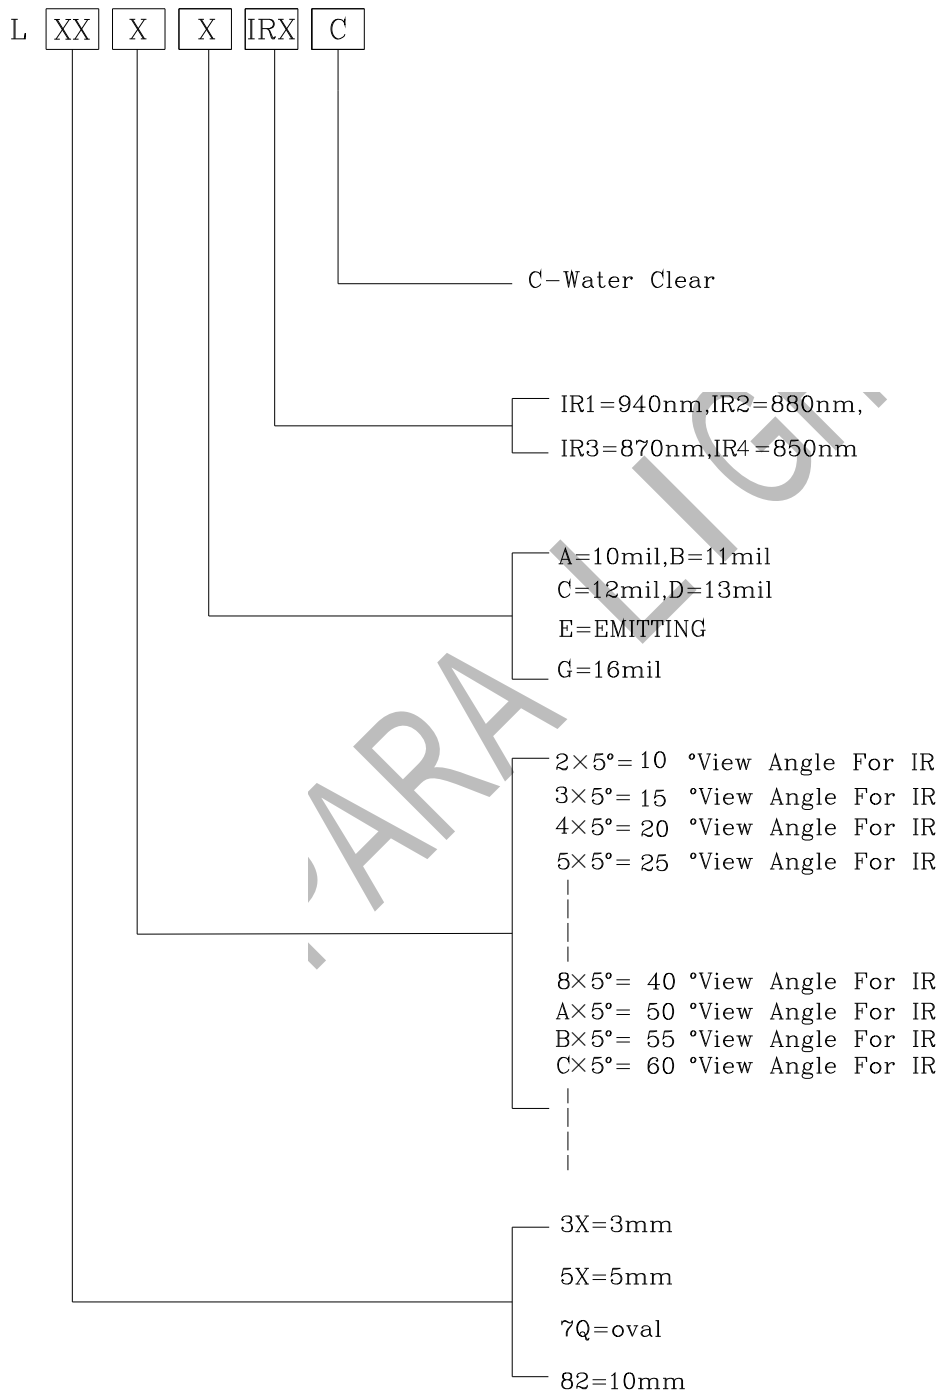 L XX X X IRX C
C-Water Clear
IR1=940nm,IR2=880nm,
IR3=870nm,IR4=850nm
A=10mil,B=11mil
C=12mil,D=13mil
E=EMITTING
G=16mil
2×5°= 10 °View Angle For IR
3×5°= 15 °View Angle For IR
4×5°= 20 °View Angle For IR
5×5°= 25 °View Angle For IR
8×5°= 40 °View Angle For IR
A×5°= 50 °View Angle For IR
B×5°= 55 °View Angle For IR
C×5°= 60 °View Angle For IR
3X=3mm
5X=5mm
7Q=oval
82=10mm
PARA LIGH